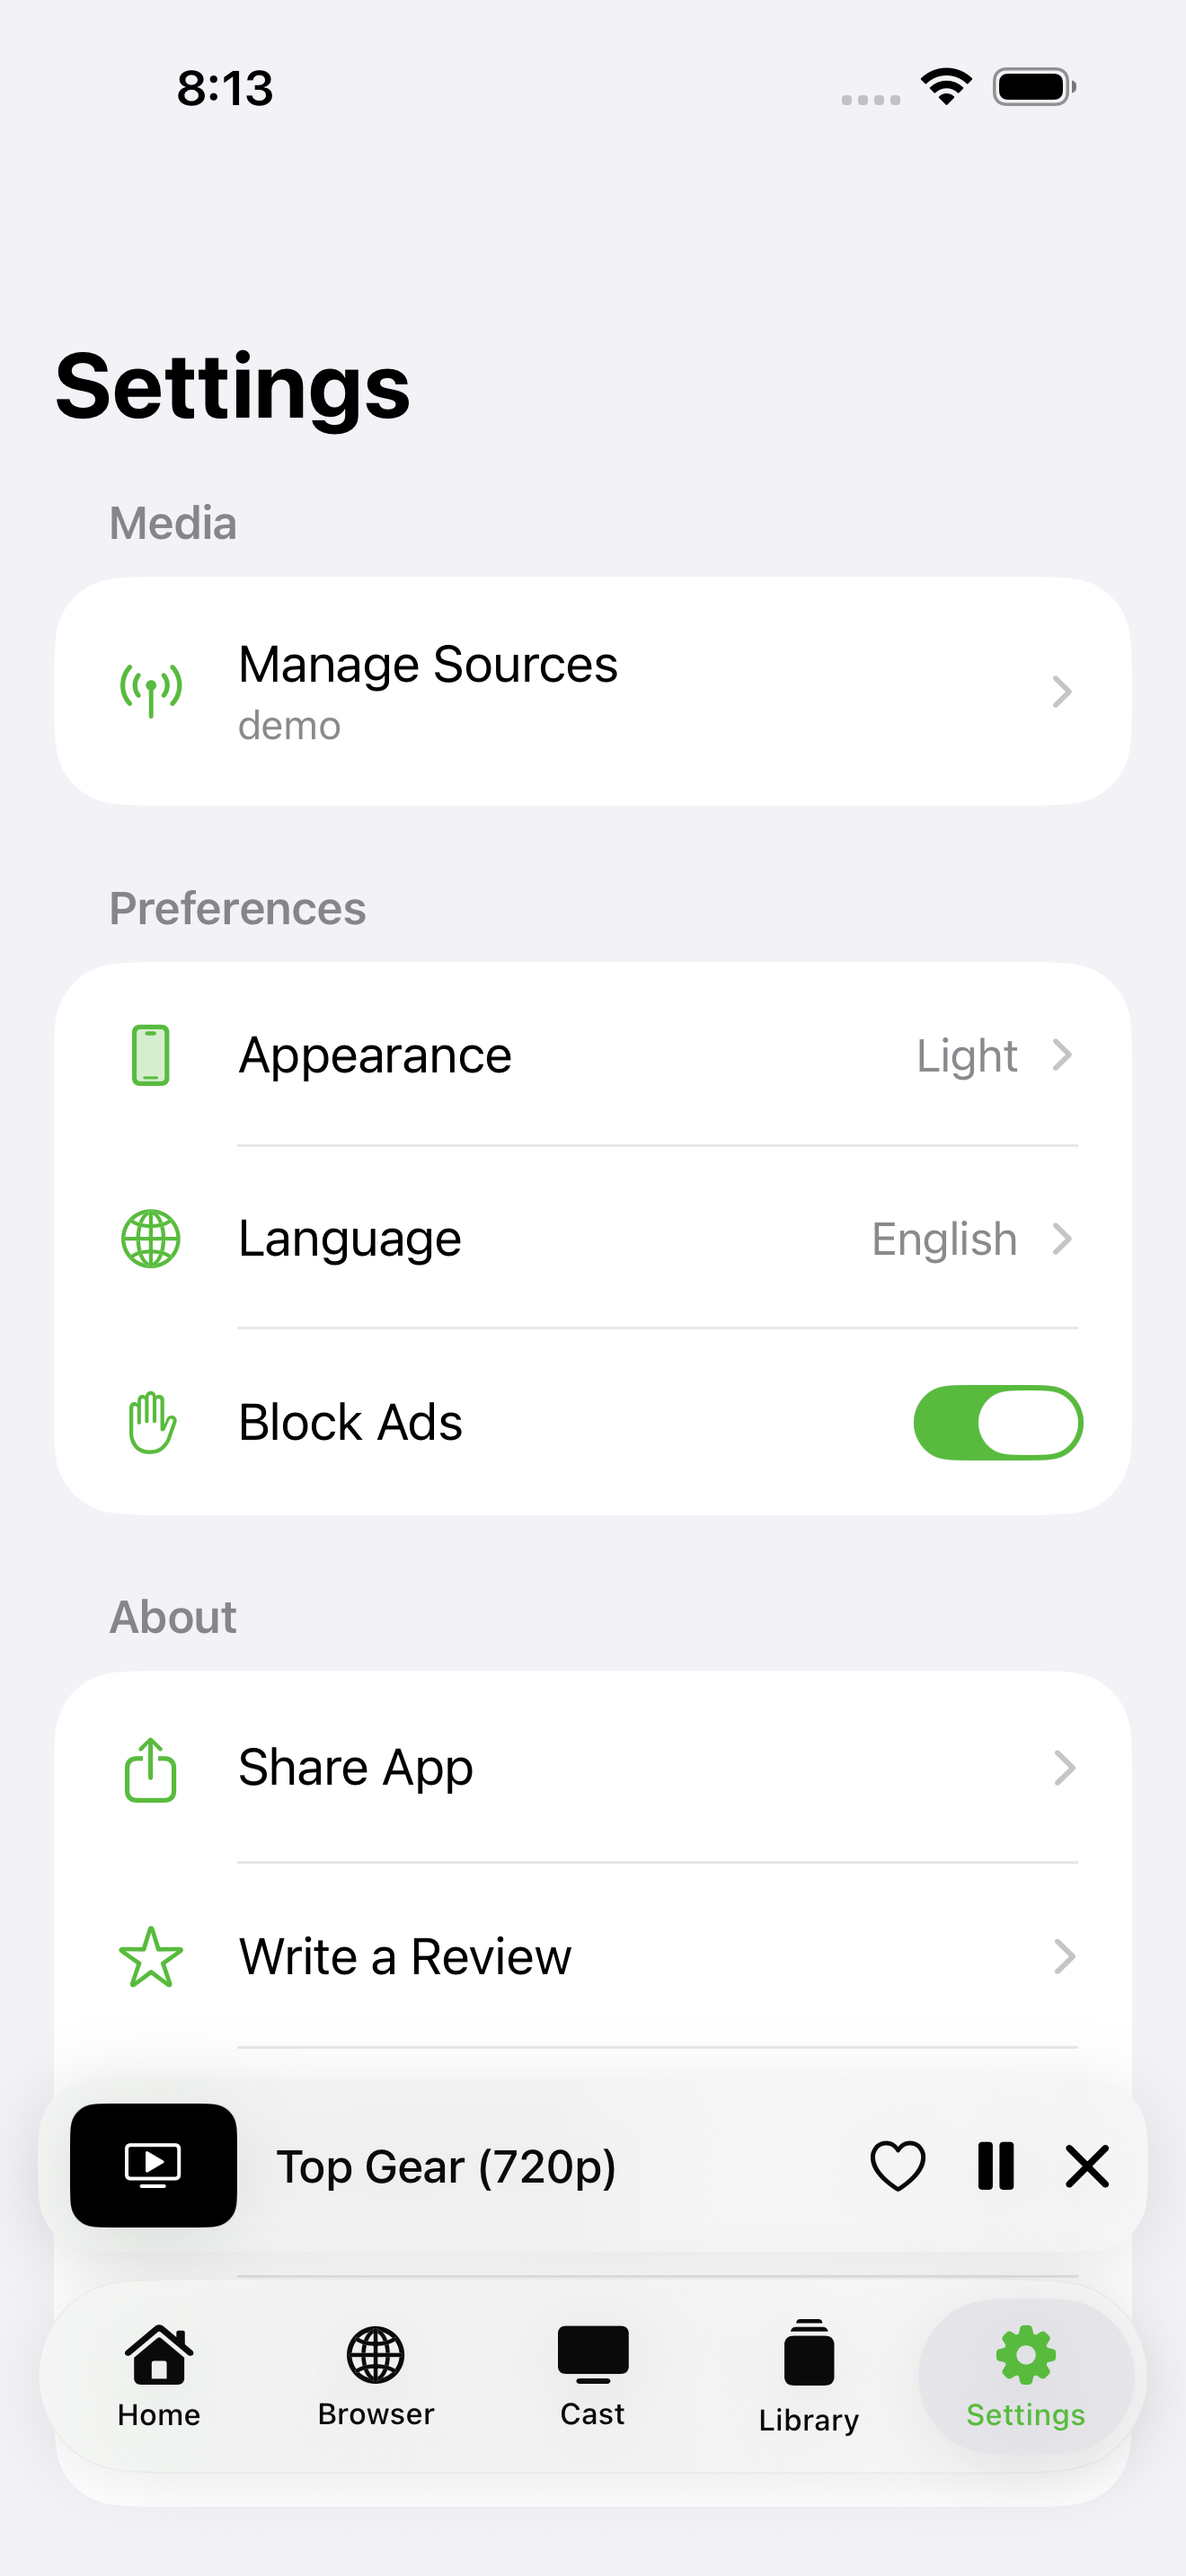 8:13
Settings
Media
Manage Sources
demo
Preferences
Appearance
Light
Language
English
Block Ads
About
Share App
Write a Review
Top Gear (720p)
Home
Browser
Cast
Library
Settings